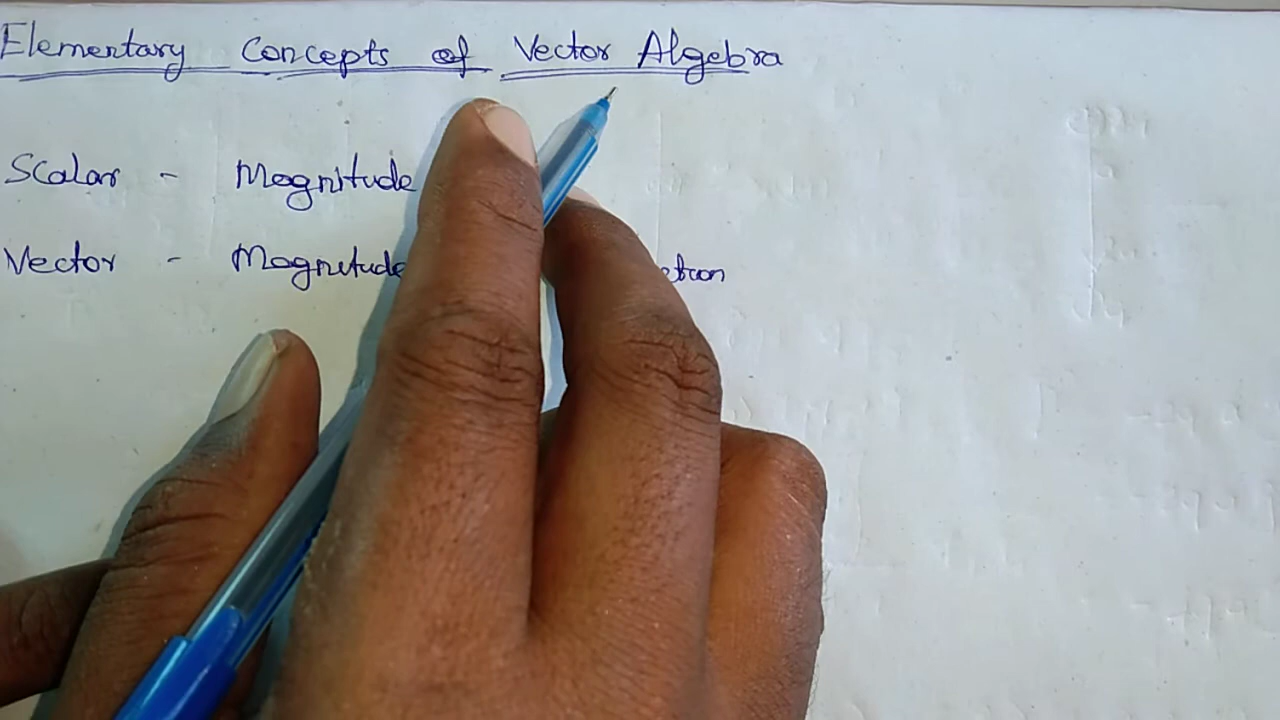 Elementary Concepts of Vector Algebra
Scalar - Magnitude
Vector - Magnitude